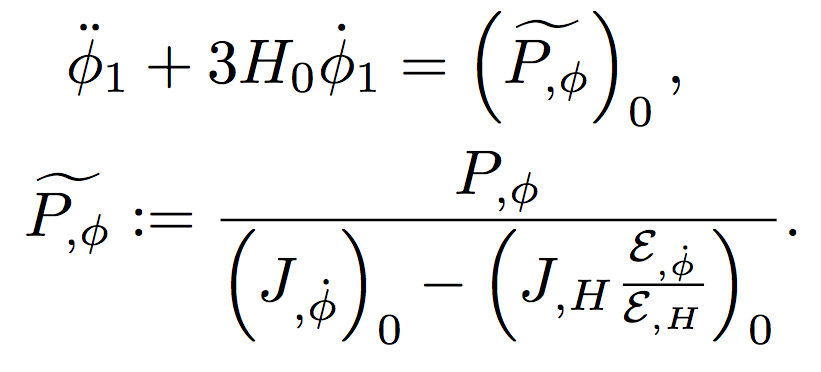 $\ddot{\phi}_1 + 3H_0\dot{\phi}_1 = \left(\widetilde{P_{,\phi}}\right)_0 ,$
$\widetilde{P_{,\phi}} := \frac{P_{,\phi}}{\left(J_{,\dot{\phi}}\right)_0 - \left(J_{,H}\frac{\mathcal{E}_{,\dot{\phi}}}{\mathcal{E}_{,H}}\right)_0}.$